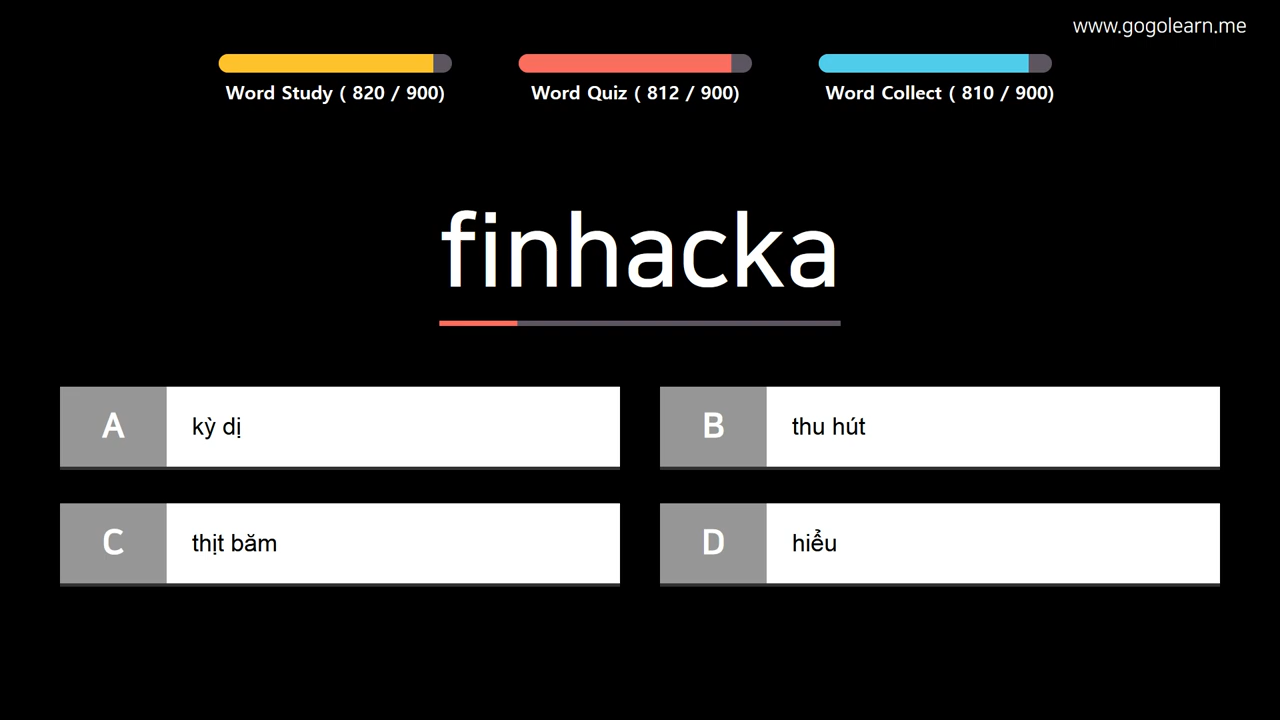 www.gogolearn.me
Word Study ( 820 / 900)
Word Quiz ( 812 / 900)
Word Collect ( 810 / 900)
finhacka
A kỳ dị
B thu hút
C thịt băm
D hiểu